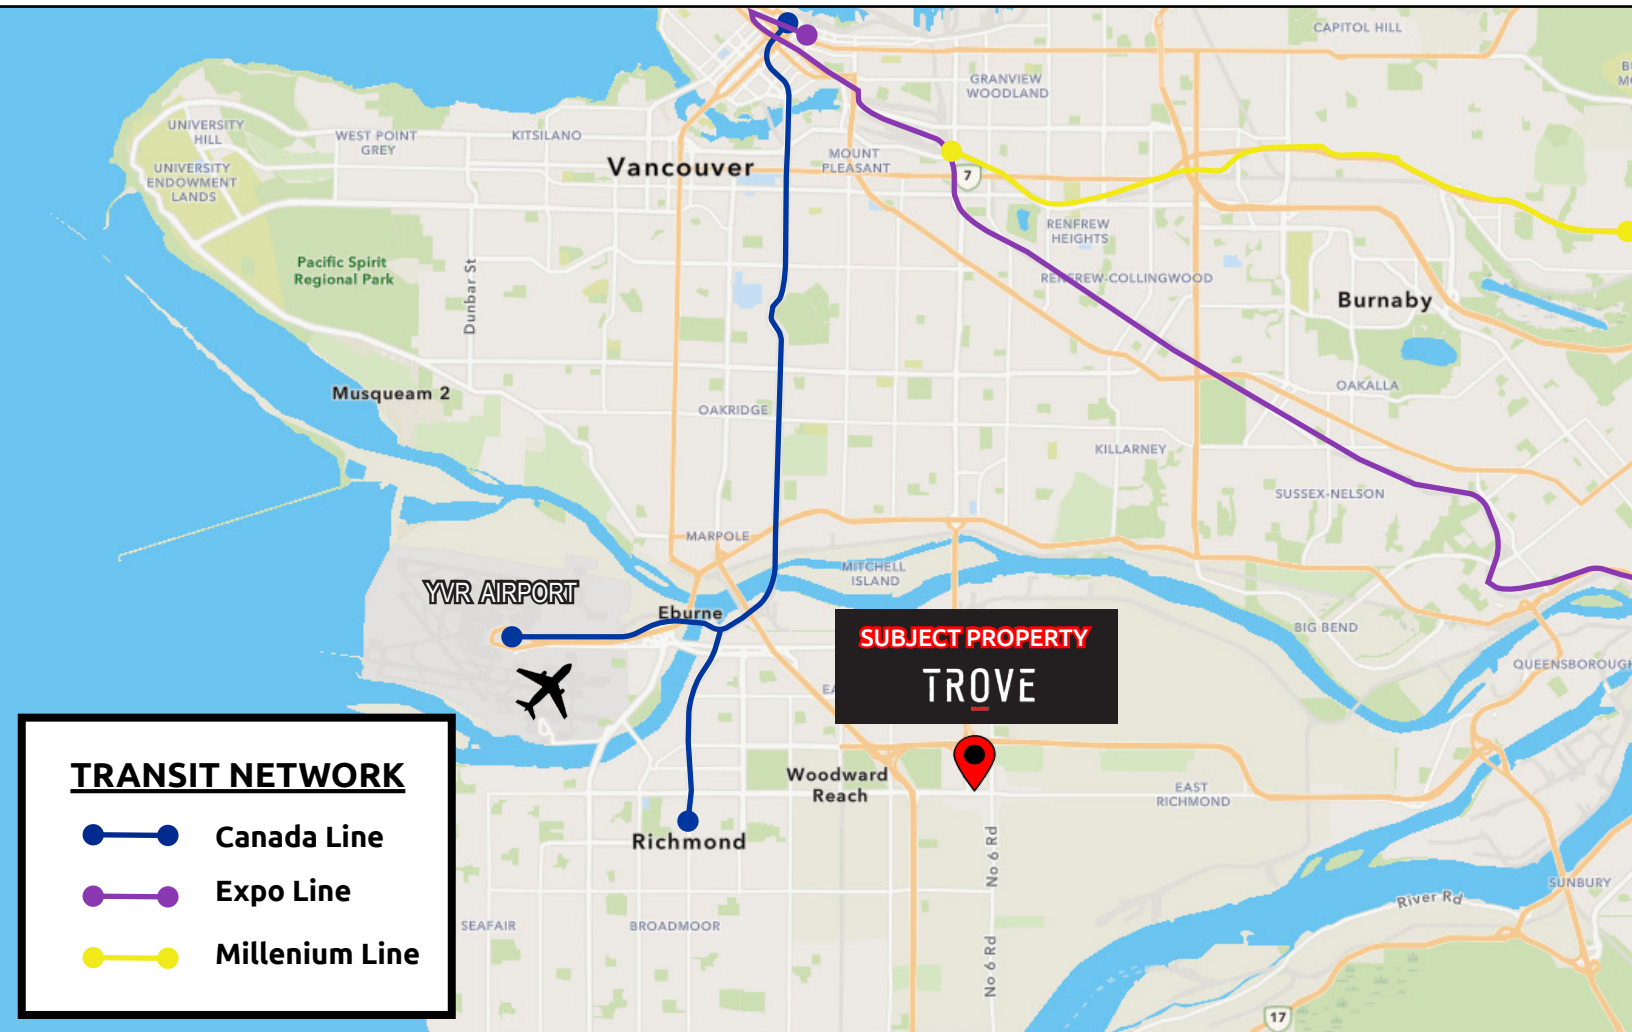 CAPITOL HILL
GRANVIEW
WOODLAND
UNIVERSITY
HILL
WEST POINT
GREY
KITSILANO
Vancouver
MOUNT
PLEASANT
7
UNIVERSITY
ENDOWMENT
LANDS
RENFREW
HEIGHTS
Pacific Spirit
Regional Park
Dunbar St
RENFREW-COLLINGWOOD
Burnaby
Musqueam 2
OAKRIDGE
OAKALLA
KILLARNEY
SUSSEX-NELSON
MARPOLE
MITCHELL
ISLAND
YVR AIRPORT
Eburne
BIG BEND
SUBJECT PROPERTY
TROVE
QUEENSBOROUGH
Woodward
Reach
EAST
RICHMOND
Richmond
No 6 Rd
SEAFAIR
BROADMOOR
No 6 Rd
River Rd
SUNBURY
17
TRANSIT NETWORK
Canada Line
Expo Line
Millenium Line